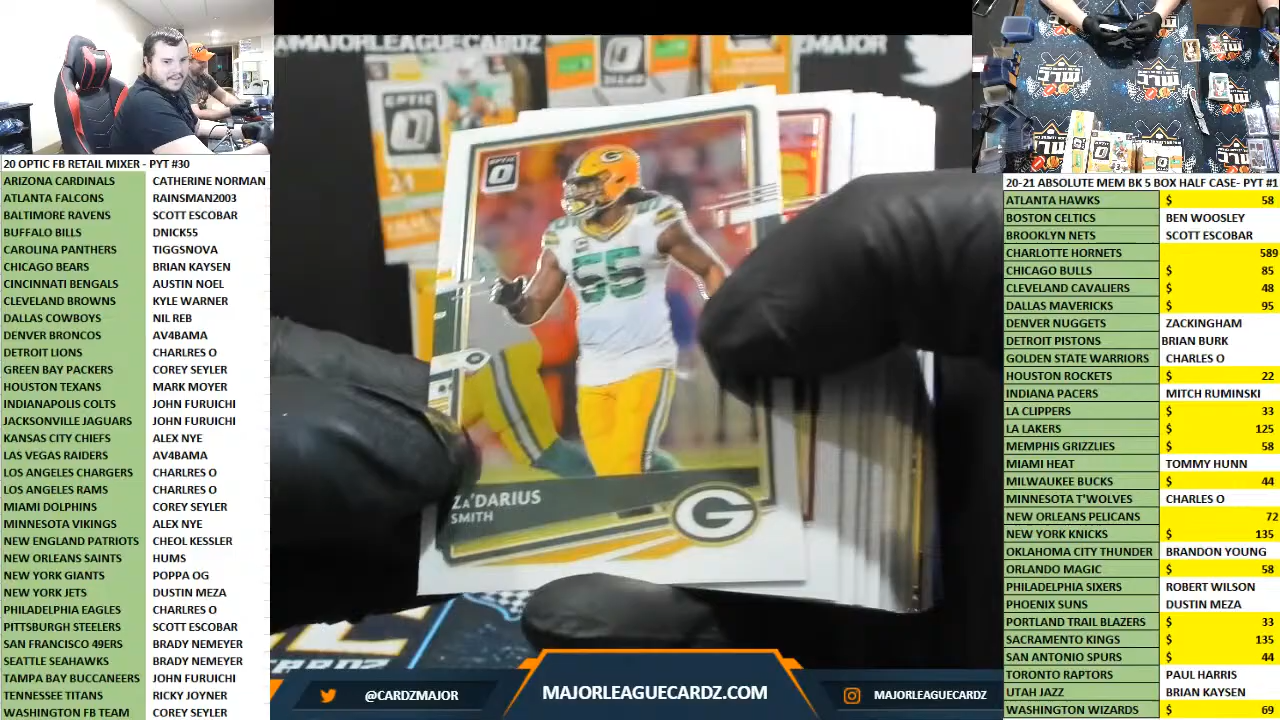 @MAJORLEAGUECARDZ
MAJOR
OPTIC
OPTIC
OPTIC
55
ZA'DARIUS
SMITH
G
20 OPTIC FB RETAIL MIXER - PYT #30
ARIZONA CARDINALS CATHERINE NORMAN
ATLANTA FALCONS RAINSMAN2003
BALTIMORE RAVENS SCOTT ESCOBAR
BUFFALO BILLS DNICK55
CAROLINA PANTHERS TIGGSNOVA
CHICAGO BEARS BRIAN KAYSEN
CINCINNATI BENGALS AUSTIN NOEL
CLEVELAND BROWNS KYLE WARNER
DALLAS COWBOYS NIL REB
DENVER BRONCOS AV4BAMA
DETROIT LIONS CHARLRES O
GREEN BAY PACKERS COREY SEYLER
HOUSTON TEXANS MARK MOYER
INDIANAPOLIS COLTS JOHN FURUICHI
JACKSONVILLE JAGUARS JOHN FURUICHI
KANSAS CITY CHIEFS ALEX NYE
LAS VEGAS RAIDERS AV4BAMA
LOS ANGELES CHARGERS CHARLRES O
LOS ANGELES RAMS CHARLRES O
MIAMI DOLPHINS COREY SEYLER
MINNESOTA VIKINGS ALEX NYE
NEW ENGLAND PATRIOTS CHEOL KESSLER
NEW ORLEANS SAINTS HUMS
NEW YORK GIANTS POPPA OG
NEW YORK JETS DUSTIN MEZA
PHILADELPHIA EAGLES CHARLRES O
PITTSBURGH STEELERS SCOTT ESCOBAR
SAN FRANCISCO 49ERS BRADY NEMEYER
SEATTLE SEAHAWKS BRADY NEMEYER
TAMPA BAY BUCCANEERS JOHN FURUICHI
TENNESSEE TITANS RICKY JOYNER
WASHINGTON FB TEAM COREY SEYLER
20-21 ABSOLUTE MEM BK 5 BOX HALF CASE- PYT #1
ATLANTA HAWKS $ 58
BOSTON CELTICS BEN WOOSLEY
BROOKLYN NETS SCOTT ESCOBAR
CHARLOTTE HORNETS 589
CHICAGO BULLS $ 85
CLEVELAND CAVALIERS $ 48
DALLAS MAVERICKS $ 95
DENVER NUGGETS ZACKINGHAM
DETROIT PISTONS BRIAN BURK
GOLDEN STATE WARRIORS CHARLES O
HOUSTON ROCKETS $ 22
INDIANA PACERS MITCH RUMINSKI
LA CLIPPERS $ 33
LA LAKERS $ 125
MEMPHIS GRIZZLIES $ 58
MIAMI HEAT TOMMY HUNN
MILWAUKEE BUCKS $ 44
MINNESOTA T'WOLVES CHARLES O
NEW ORLEANS PELICANS 72
NEW YORK KNICKS $ 135
OKLAHOMA CITY THUNDER BRANDON YOUNG
ORLANDO MAGIC $ 58
PHILADELPHIA SIXERS ROBERT WILSON
PHOENIX SUNS DUSTIN MEZA
PORTLAND TRAIL BLAZERS $ 33
SACRAMENTO KINGS $ 135
SAN ANTONIO SPURS $ 44
TORONTO RAPTORS PAUL HARRIS
UTAH JAZZ BRIAN KAYSEN
WASHINGTON WIZARDS $ 69
@CARDZMAJOR
MAJORLEAGUECARDZ.COM
MAJORLEAGUECARDZ